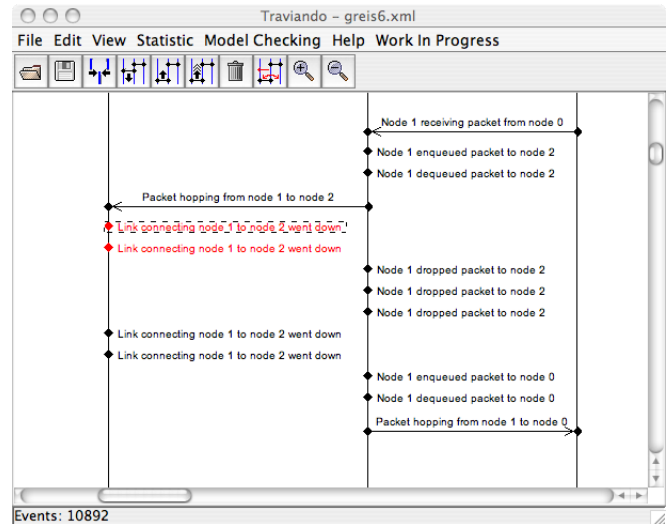 Traviando – greis6.xml
File Edit View Statistic Model Checking Help Work In Progress
Node 1 receiving packet from node 0
Node 1 enqueued packet to node 2
Node 1 dequeued packet to node 2
Packet hopping from node 1 to node 2
Link connecting node 1 to node 2 went down
Link connecting node 1 to node 2 went down
Node 1 dropped packet to node 2
Node 1 dropped packet to node 2
Node 1 dropped packet to node 2
Link connecting node 1 to node 2 went down
Link connecting node 1 to node 2 went down
Node 1 enqueued packet to node 0
Node 1 dequeued packet to node 0
Packet hopping from node 1 to node 0
Events: 10892